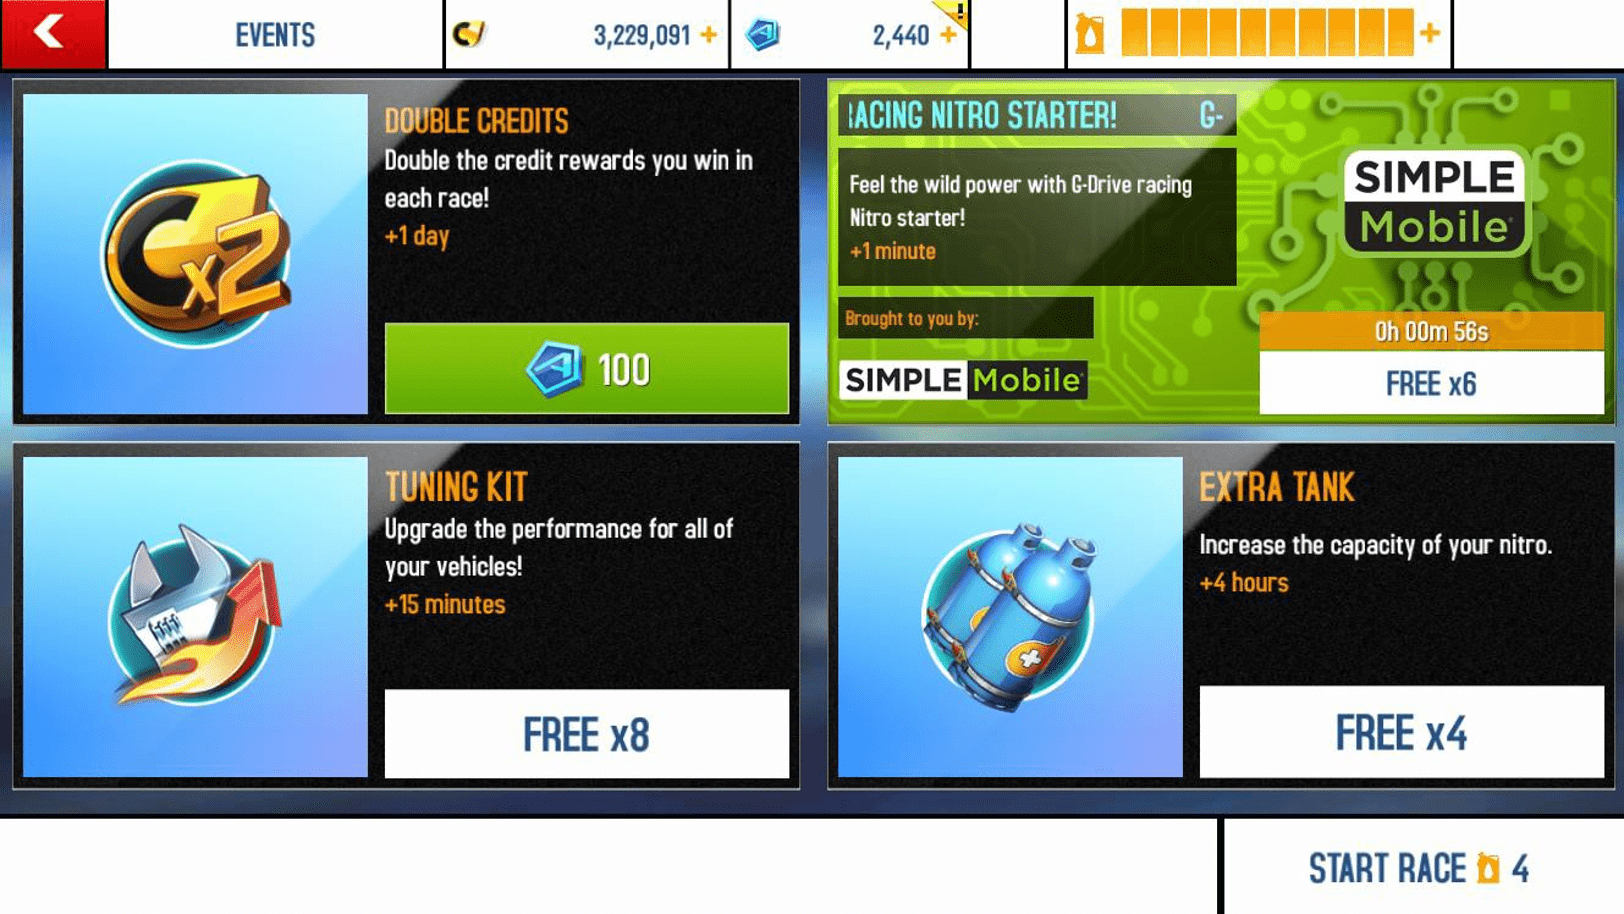 EVENTS
3,229,091 +
2,440 +
+
DOUBLE CREDITS
Double the credit rewards you win in
each race!
+1 day
x2
100
RACING NITRO STARTER! G-
Feel the wild power with G-Drive racing
Nitro starter!
+1 minute
Brought to you by:
SIMPLE Mobile
SIMPLE
Mobile
0h 00m 56s
FREE x6
TUNING KIT
Upgrade the performance for all of
your vehicles!
+15 minutes
FREE x8
EXTRA TANK
Increase the capacity of your nitro.
+4 hours
FREE x4
START RACE 4